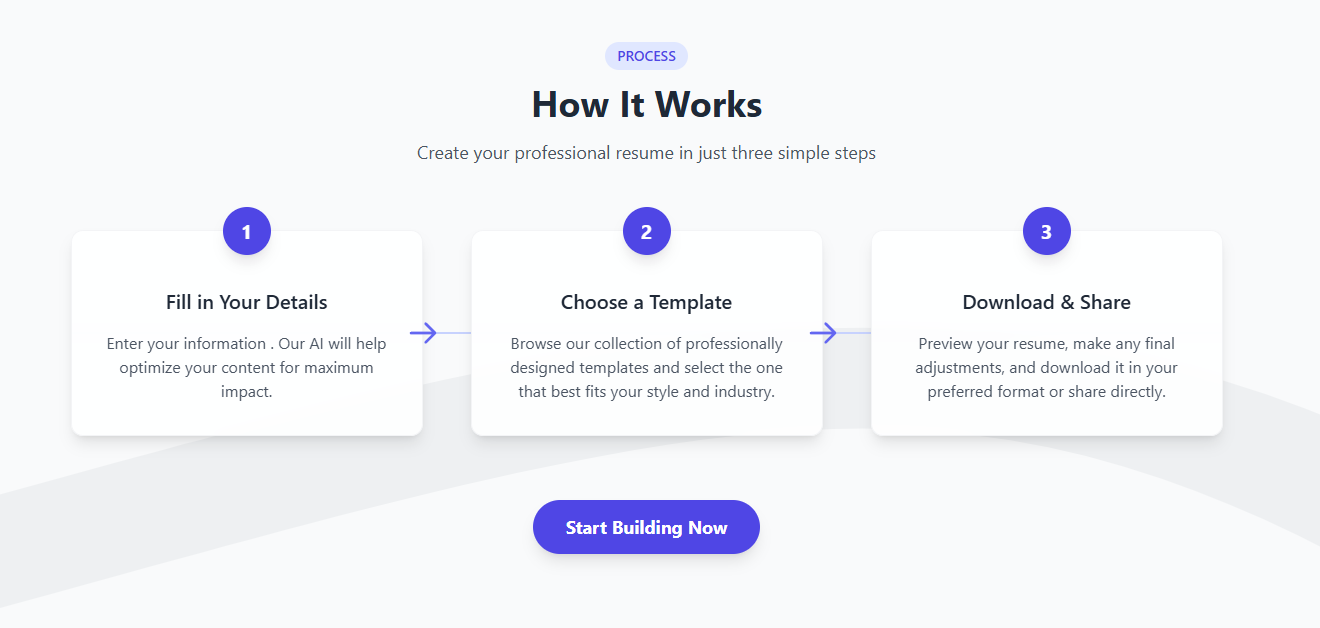 PROCESS
How It Works
Create your professional resume in just three simple steps
1
Fill in Your Details
Enter your information . Our AI will help
optimize your content for maximum
impact.
2
Choose a Template
Browse our collection of professionally
designed templates and select the one
that best fits your style and industry.
3
Download & Share
Preview your resume, make any final
adjustments, and download it in your
preferred format or share directly.
Start Building Now